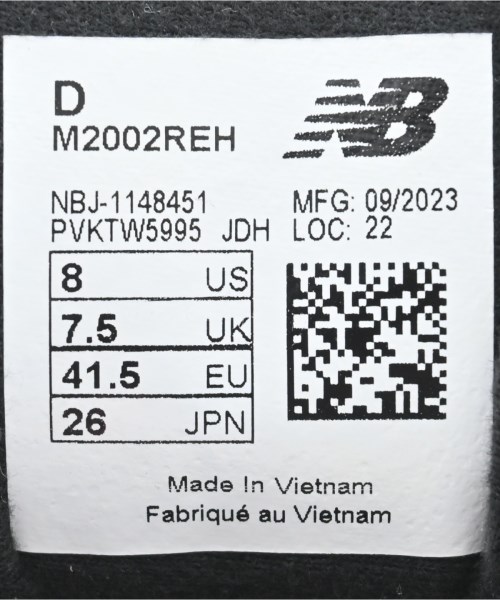 D
M2002REH
NB
NBJ-1148451 MFG: 09/2023
PVKTW5995 JDH LOC: 22
8 US
7.5 UK
41.5 EU
26 JPN
Made In Vietnam
Fabriqué au Vietnam